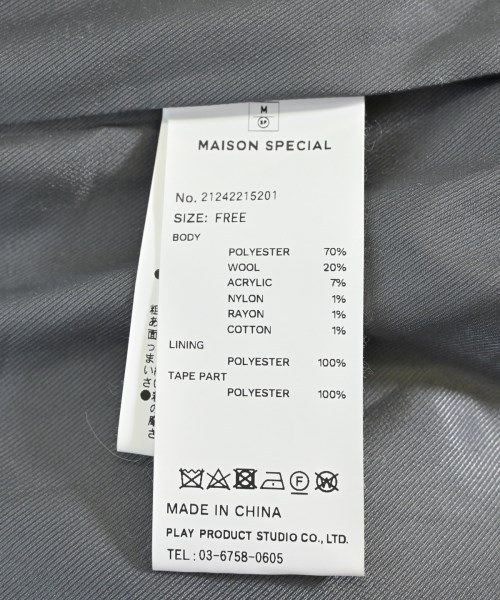 M
SP
MAISON SPECIAL
No. 21242215201
SIZE: FREE
BODY
POLYESTER 70%
WOOL 20%
ACRYLIC 7%
NYLON 1%
RAYON 1%
COTTON 1%
LINING
POLYESTER 100%
TAPE PART
POLYESTER 100%
MADE IN CHINA
PLAY PRODUCT STUDIO CO., LTD.
TEL: 03-6758-0605